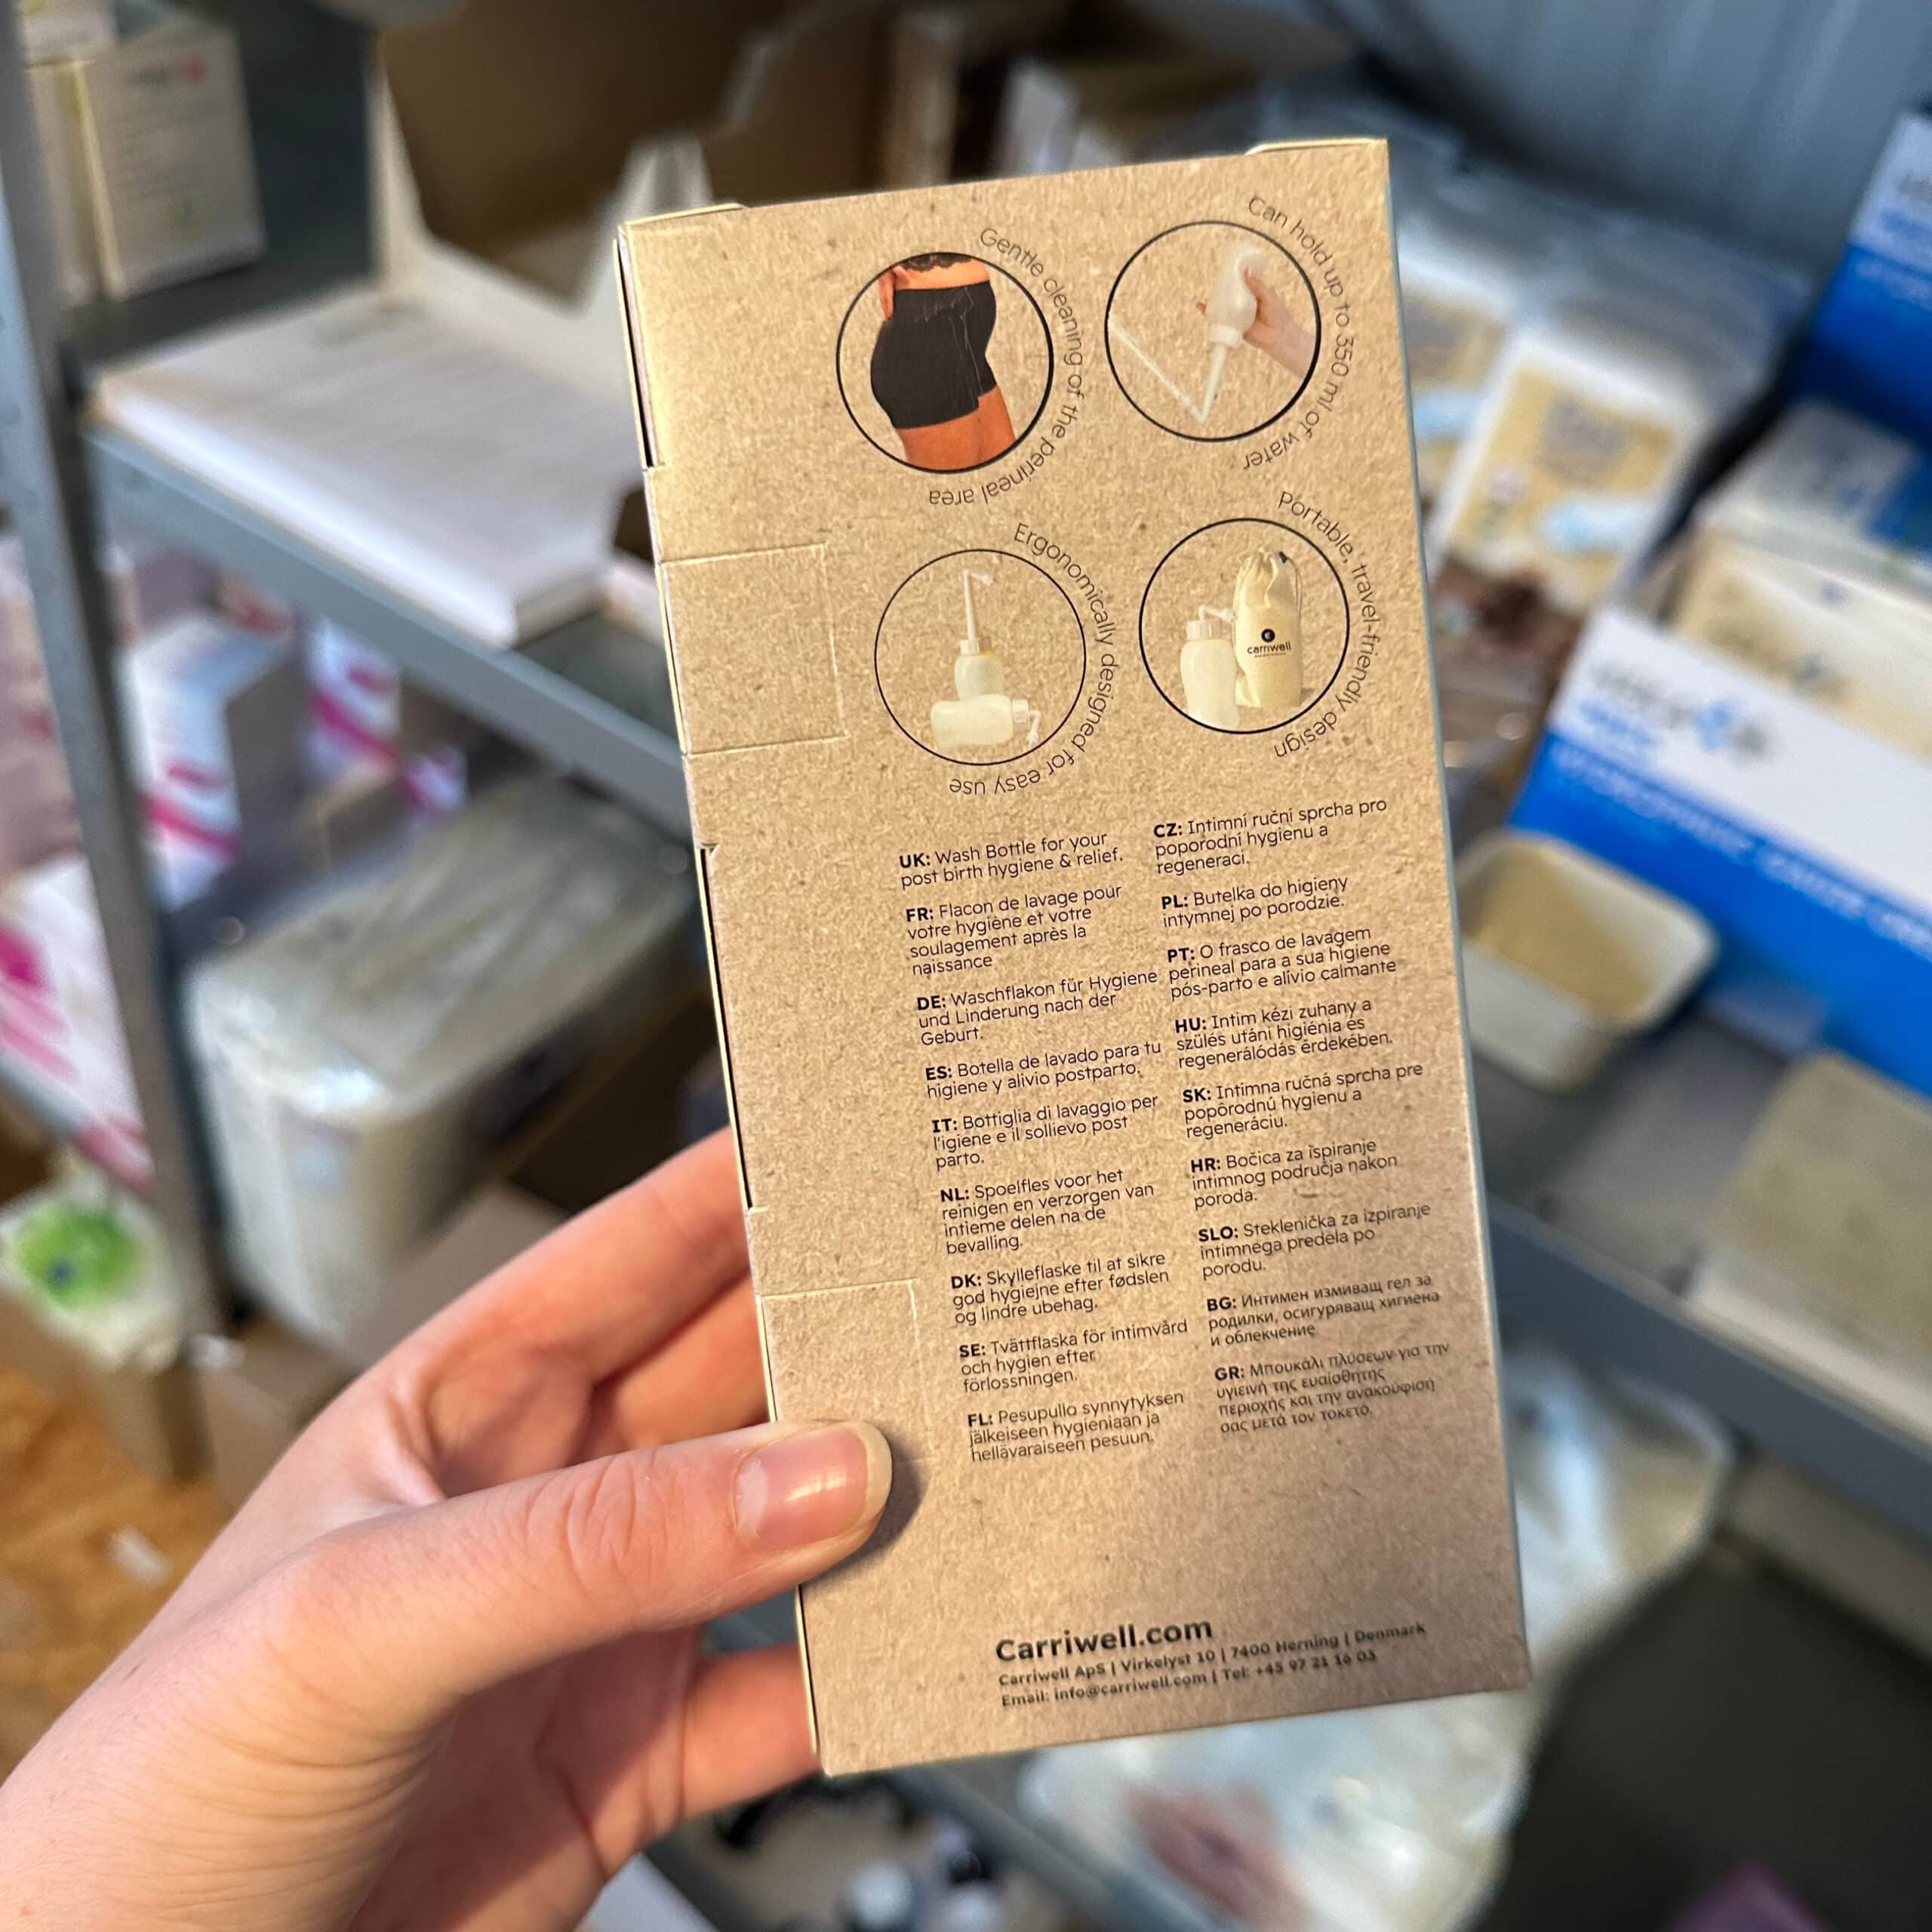 Gentle cleaning of the perineal area
Can hold up to 350 ml of water
Ergonomically designed for easy use
Portable, travel-friendly design
carriwell
UK: Wash Bottle for your
post birth hygiene & relief.
FR: Flacon de lavage pour
votre hygiène et votre
soulagement après la
naissance
DE: Waschflakon für Hygiene
und Linderung nach der
Geburt.
ES: Botella de lavado para tu
higiene y alivio postparto.
IT: Bottiglia di lavaggio per
l'igiene e il sollievo post
parto.
NL: Spoelfles voor het
reinigen en verzorgen van
intieme delen na de
bevalling.
DK: Skylleflaske til at sikre
god hygiejne efter fødslen
og lindre ubehag.
SE: Tvättflaska för intimvård
och hygien efter
förlossningen.
FL: Pesupullo synnytyksen
jälkeiseen hygieniaan ja
hellävaraiseen pesuun.
CZ: Intimní ruční sprcha pro
poporodní hygienu a
regeneraci.
PL: Butelka do higieny
intymnej po porodzie.
PT: O frasco de lavagem
perineal para a sua higiene
pós-parto e alívio calmante
HU: Intim kézi zuhany a
szülés utáni higiénia és
regenerálódás érdekében.
SK: Intímna ručná sprcha pre
popôrodnú hygienu a
regeneráciu.
HR: Bočica za ispiranje
intimnog područja nakon
poroda.
SLO: Steklenička za izpiranje
intimnega predela po
porodu.
BG: Интимен измиващ гел за
родилки, осигуряващ хигиена
и облекчение
GR: Μπουκάλι πλύσεων για την
υγιεινή της ευαίσθητης
περιοχής και την ανακούφιση
σας μετά τον τοκετό.
Carriwell.com
Carriwell ApS | Virkelyst 10 | 7400 Herning | Denmark
Email: info@carriwell.com | Tel: +45 97 21 16 03